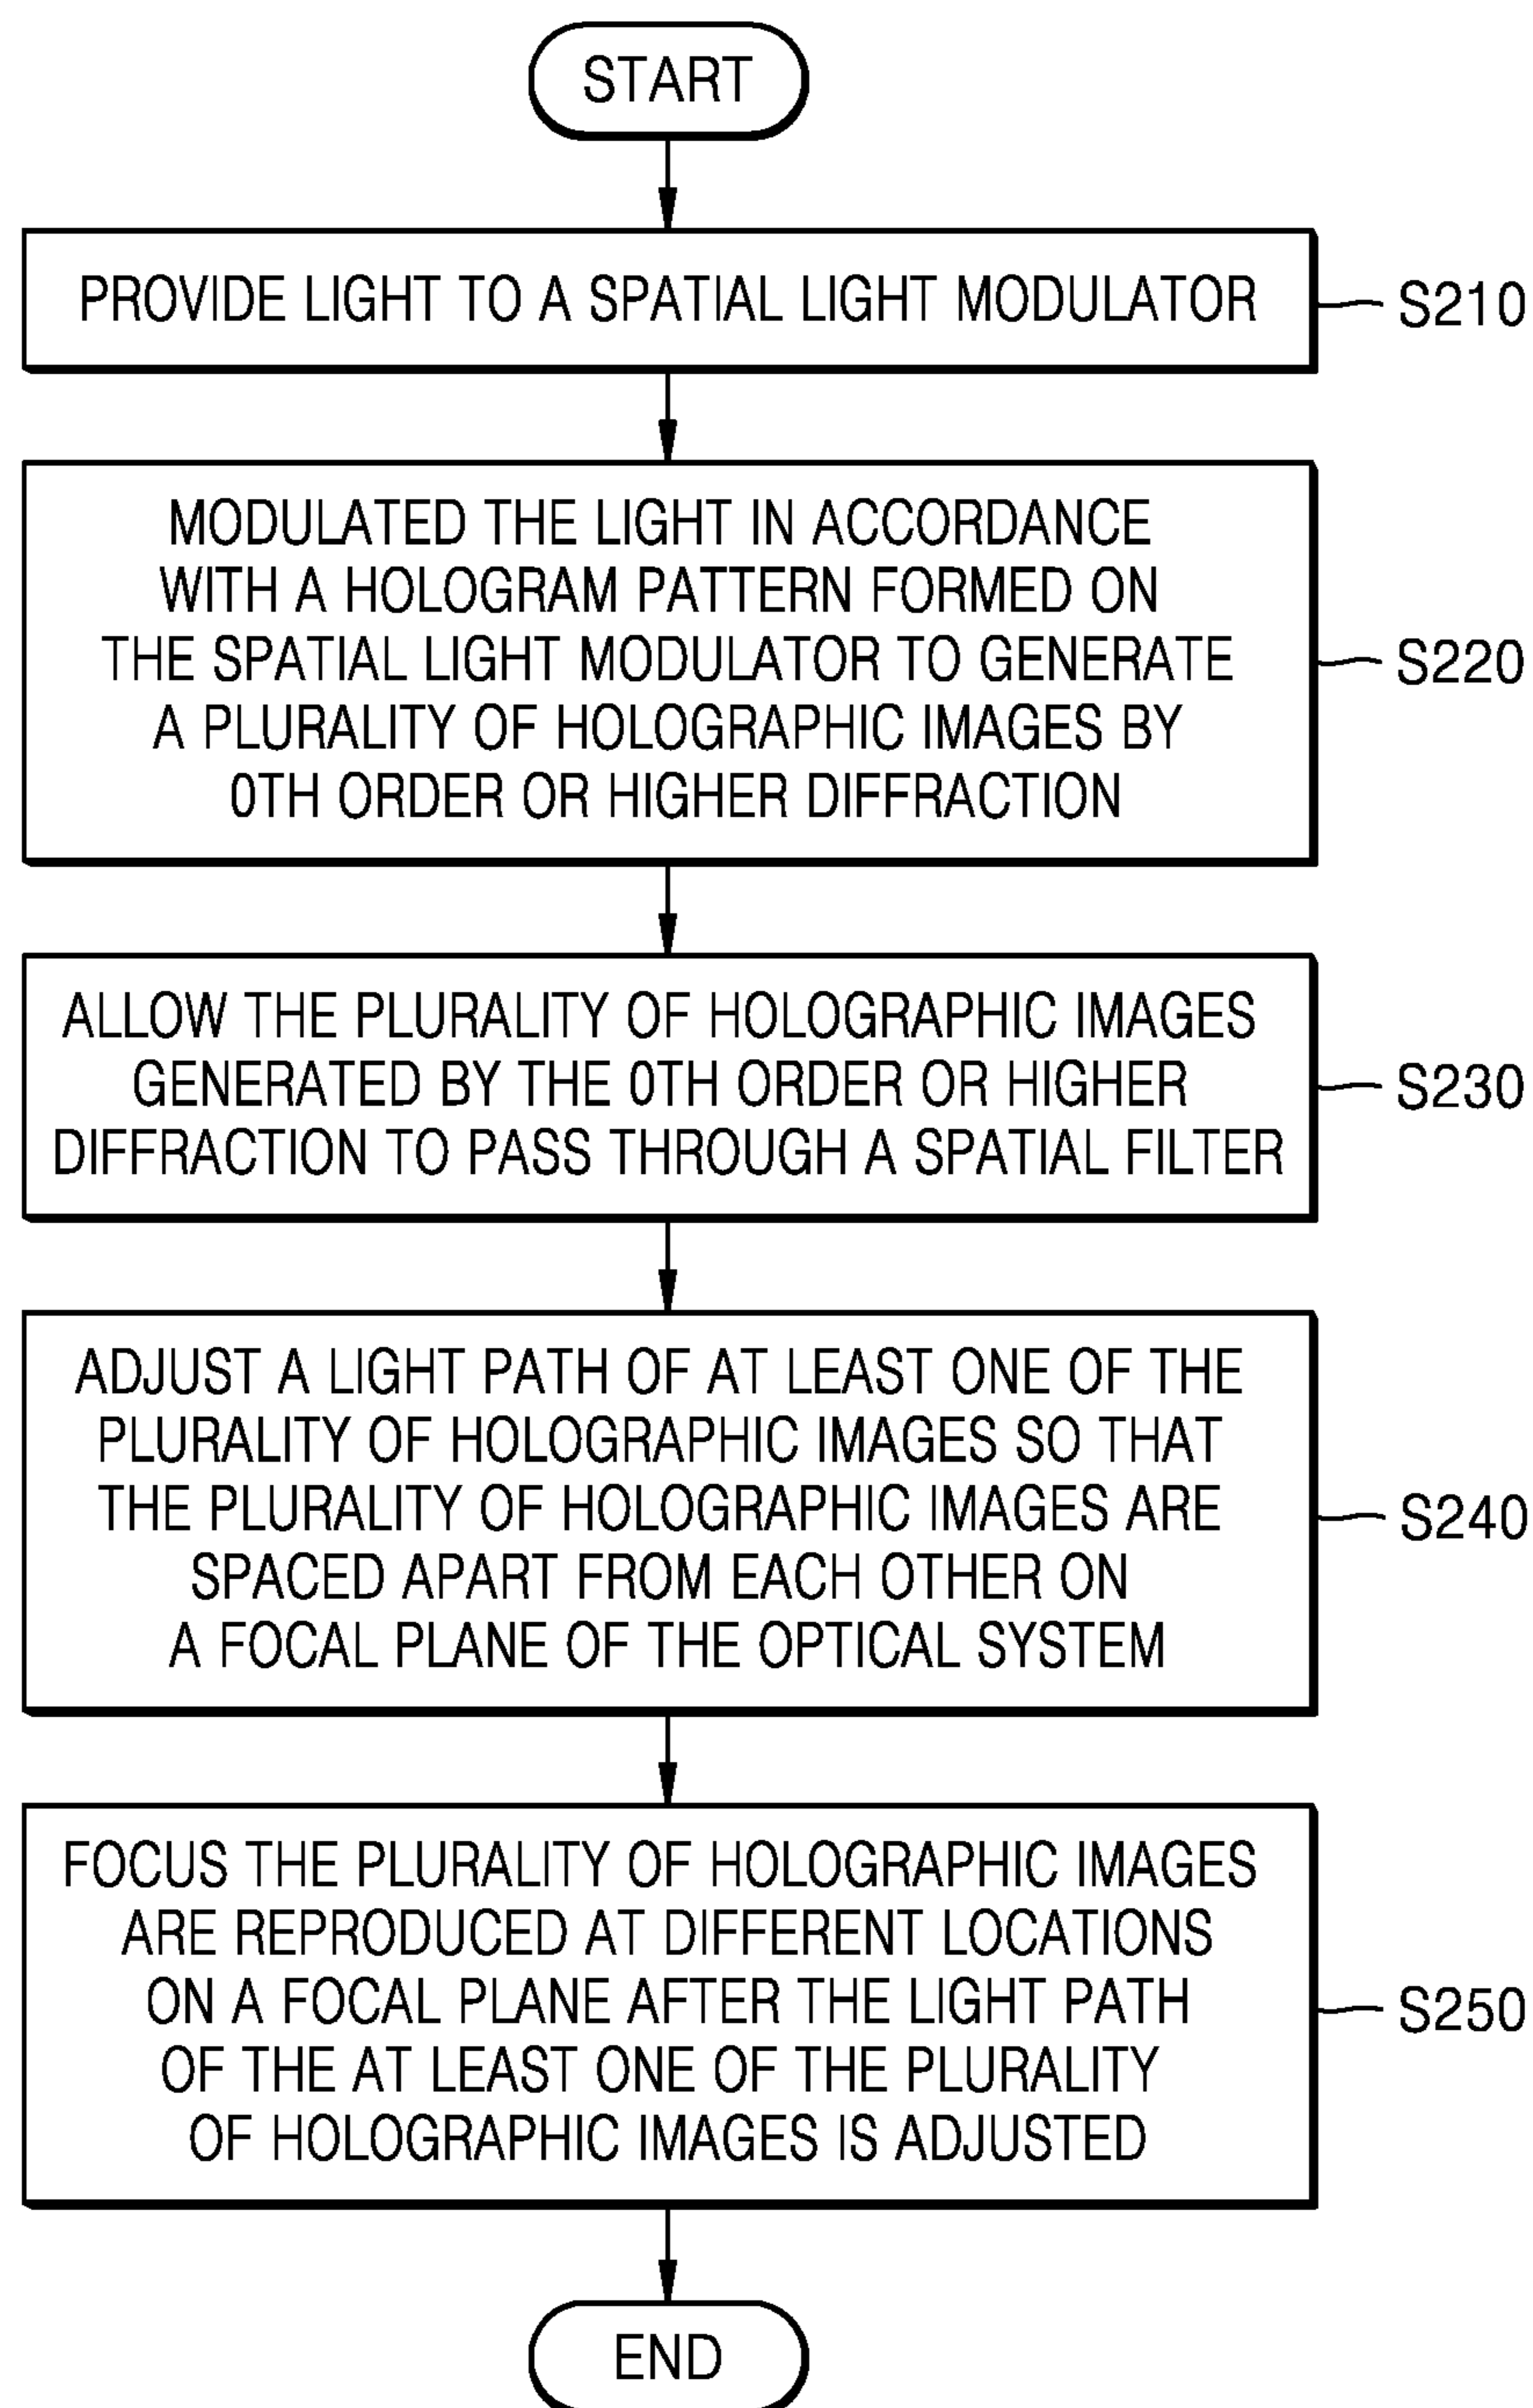 START
PROVIDE LIGHT TO A SPATIAL LIGHT MODULATOR
S210
MODULATED THE LIGHT IN ACCORDANCE
WITH A HOLOGRAM PATTERN FORMED ON
THE SPATIAL LIGHT MODULATOR TO GENERATE
A PLURALITY OF HOLOGRAPHIC IMAGES BY
0TH ORDER OR HIGHER DIFFRACTION
S220
ALLOW THE PLURALITY OF HOLOGRAPHIC IMAGES
GENERATED BY THE 0TH ORDER OR HIGHER
DIFFRACTION TO PASS THROUGH A SPATIAL FILTER
S230
ADJUST A LIGHT PATH OF AT LEAST ONE OF THE
PLURALITY OF HOLOGRAPHIC IMAGES SO THAT
THE PLURALITY OF HOLOGRAPHIC IMAGES ARE
SPACED APART FROM EACH OTHER ON
A FOCAL PLANE OF THE OPTICAL SYSTEM
S240
FOCUS THE PLURALITY OF HOLOGRAPHIC IMAGES
ARE REPRODUCED AT DIFFERENT LOCATIONS
ON A FOCAL PLANE AFTER THE LIGHT PATH
OF THE AT LEAST ONE OF THE PLURALITY
OF HOLOGRAPHIC IMAGES IS ADJUSTED
S250
END